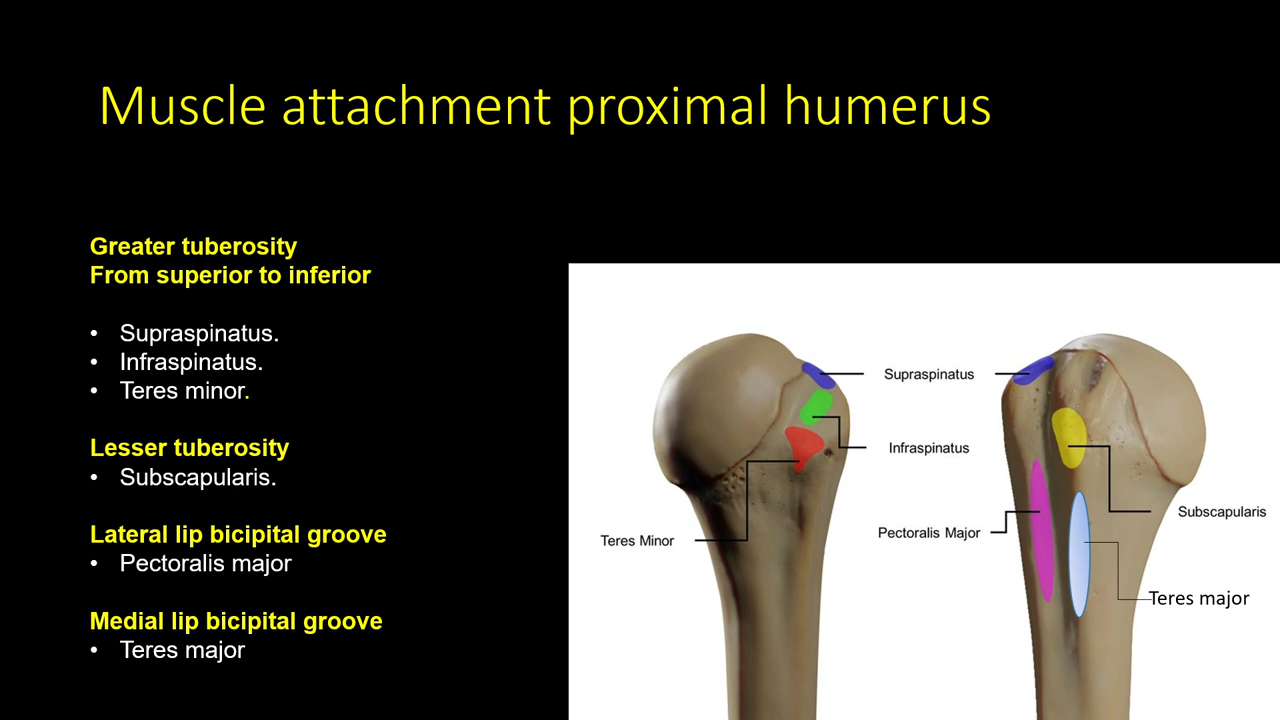 Muscle attachment proximal humerus
Greater tuberosity
From superior to inferior
• Supraspinatus.
• Infraspinatus.
• Teres minor.
Lesser tuberosity
• Subscapularis.
Lateral lip bicipital groove
• Pectoralis major
Medial lip bicipital groove
• Teres major
Supraspinatus
Infraspinatus
Teres Minor
Pectoralis Major
Subscapularis
Teres major